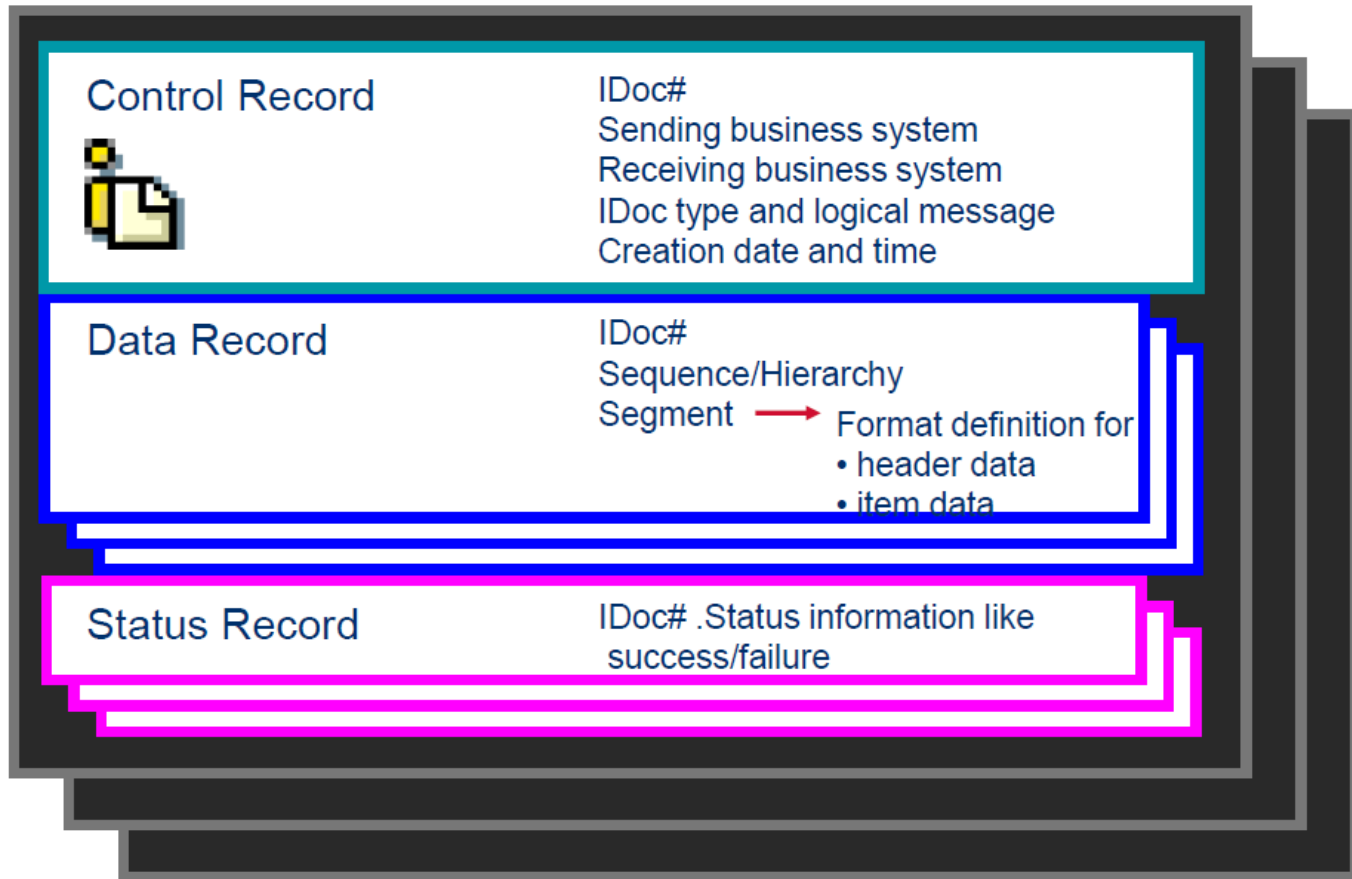 Control Record
IDoc#
Sending business system
Receiving business system
IDoc type and logical message
Creation date and time
Data Record
IDoc#
Sequence/Hierarchy
Segment
Format definition for
• header data
• item data
Status Record
IDoc# .Status information like
success/failure